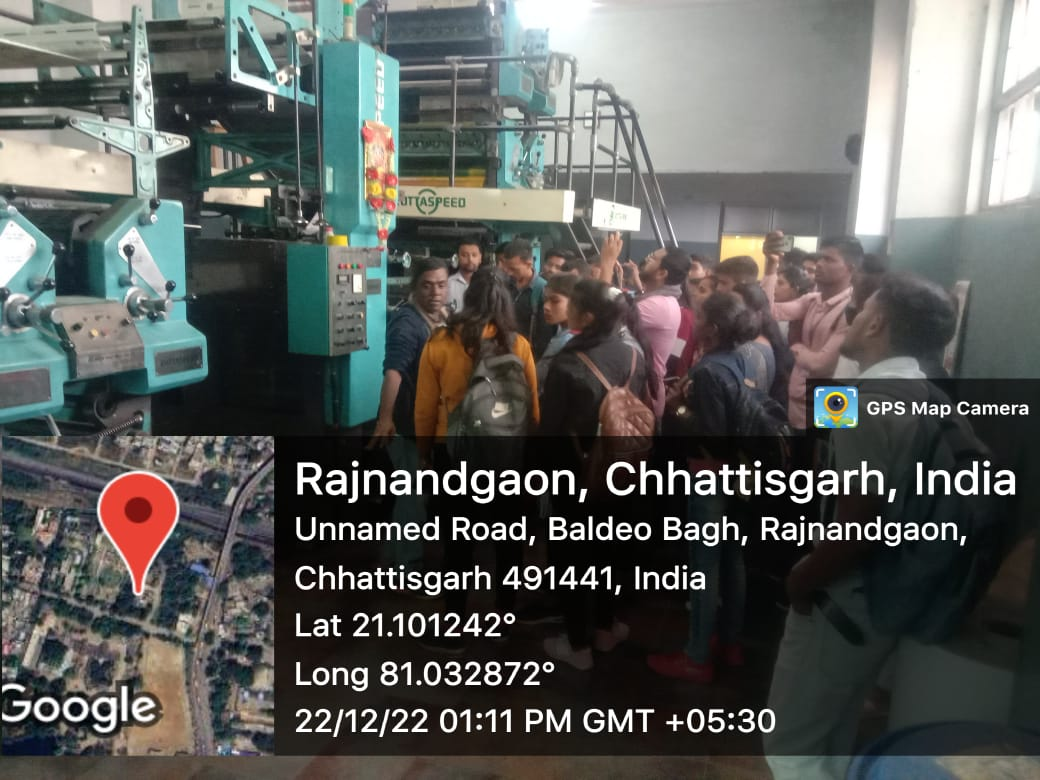 UTTASPEED
GPS Map Camera
Rajnandgaon, Chhattisgarh, India
Unnamed Road, Baldeo Bagh, Rajnandgaon,
Chhattisgarh 491441, India
Lat 21.101242°
Long 81.032872°
22/12/22 01:11 PM GMT +05:30
Google